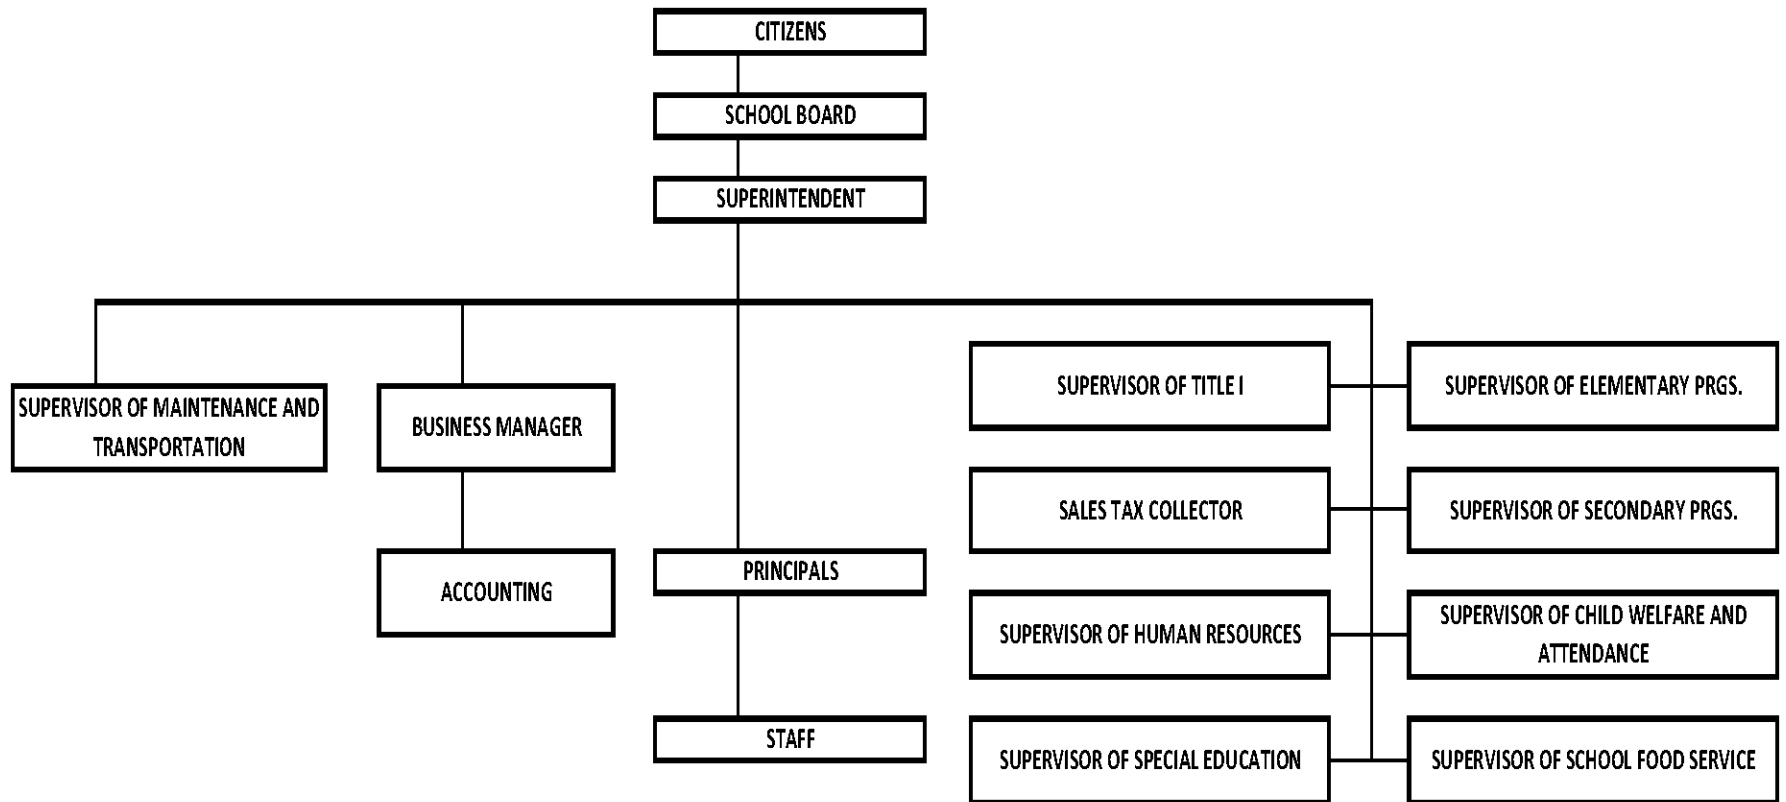 CITIZENS
SCHOOL BOARD
SUPERINTENDENT
SUPERVISOR OF MAINTENANCE AND
TRANSPORTATION
BUSINESS MANAGER
ACCOUNTING
PRINCIPALS
STAFF
SUPERVISOR OF TITLE I
SUPERVISOR OF ELEMENTARY PRGS.
SALES TAX COLLECTOR
SUPERVISOR OF SECONDARY PRGS.
SUPERVISOR OF HUMAN RESOURCES
SUPERVISOR OF CHILD WELFARE AND
ATTENDANCE
SUPERVISOR OF SPECIAL EDUCATION
SUPERVISOR OF SCHOOL FOOD SERVICE